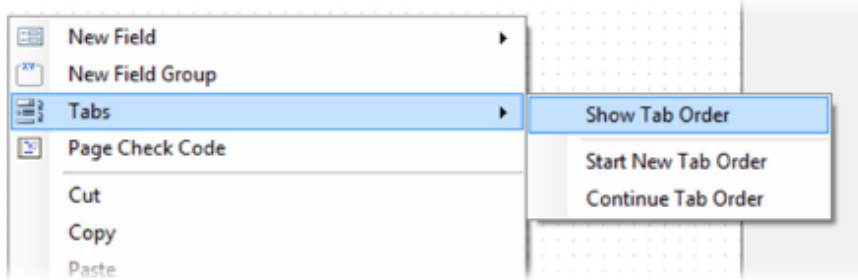 New Field
New Field Group
Tabs
Page Check Code
Cut
Copy
Paste
Show Tab Order
Start New Tab Order
Continue Tab Order